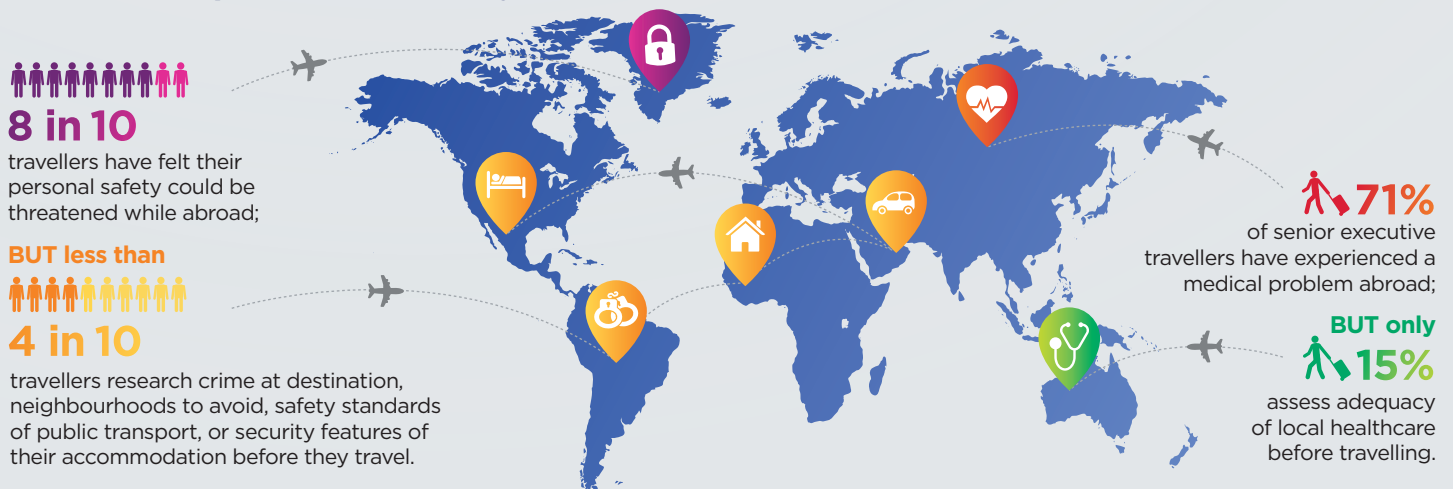 8 in 10
travellers have felt their
personal safety could be
threatened while abroad;
BUT less than
4 in 10
travellers research crime at destination,
neighbourhoods to avoid, safety standards
of public transport, or security features of
their accommodation before they travel.
71%
of senior executive
travellers have experienced a
medical problem abroad;
BUT only
15%
assess adequacy
of local healthcare
before travelling.